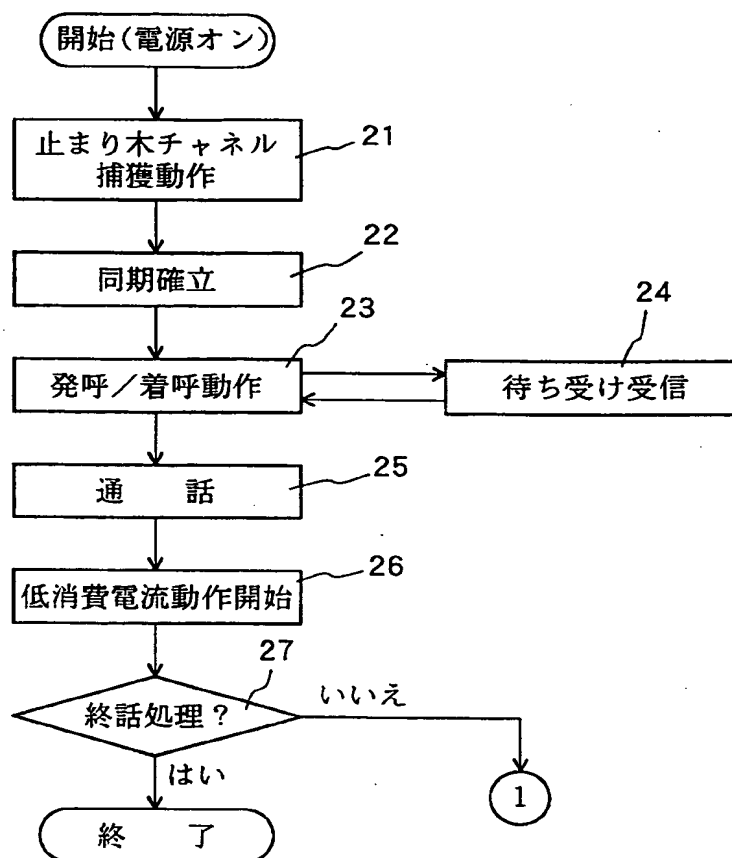 開始(電源オン)
止まり木チャネル
捕獲動作
21
同期確立
22
発呼／着呼動作
23
待ち受け受信
24
通 話
25
低消費電流動作開始
26
終話処理？
27
いいえ
はい
1
終 了